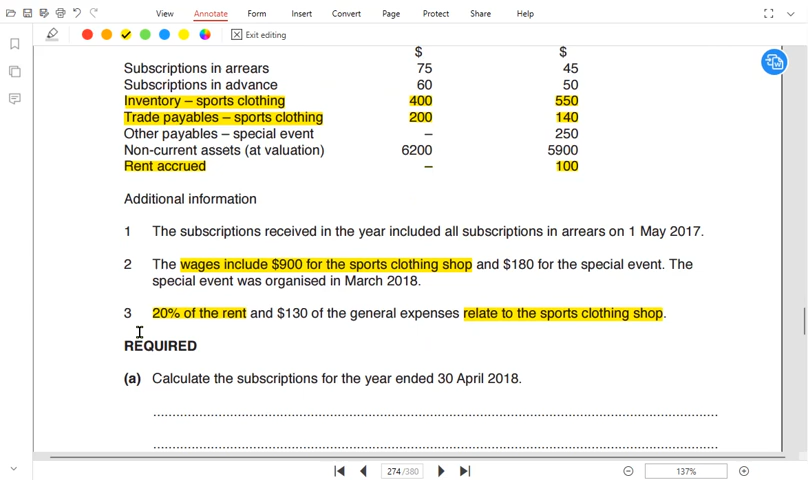 View Annotate Form Insert Convert Page Protect Share Help
Exit editing
$ $
Subscriptions in arrears 75 45
Subscriptions in advance 60 50
Inventory – sports clothing 400 550
Trade payables – sports clothing 200 140
Other payables – special event – 250
Non-current assets (at valuation) 6200 5900
Rent accrued – 100
Additional information
1 The subscriptions received in the year included all subscriptions in arrears on 1 May 2017.
2 The wages include $900 for the sports clothing shop and $180 for the special event. The
special event was organised in March 2018.
3 20% of the rent and $130 of the general expenses relate to the sports clothing shop.
REQUIRED
(a) Calculate the subscriptions for the year ended 30 April 2018.
274 /380
137%